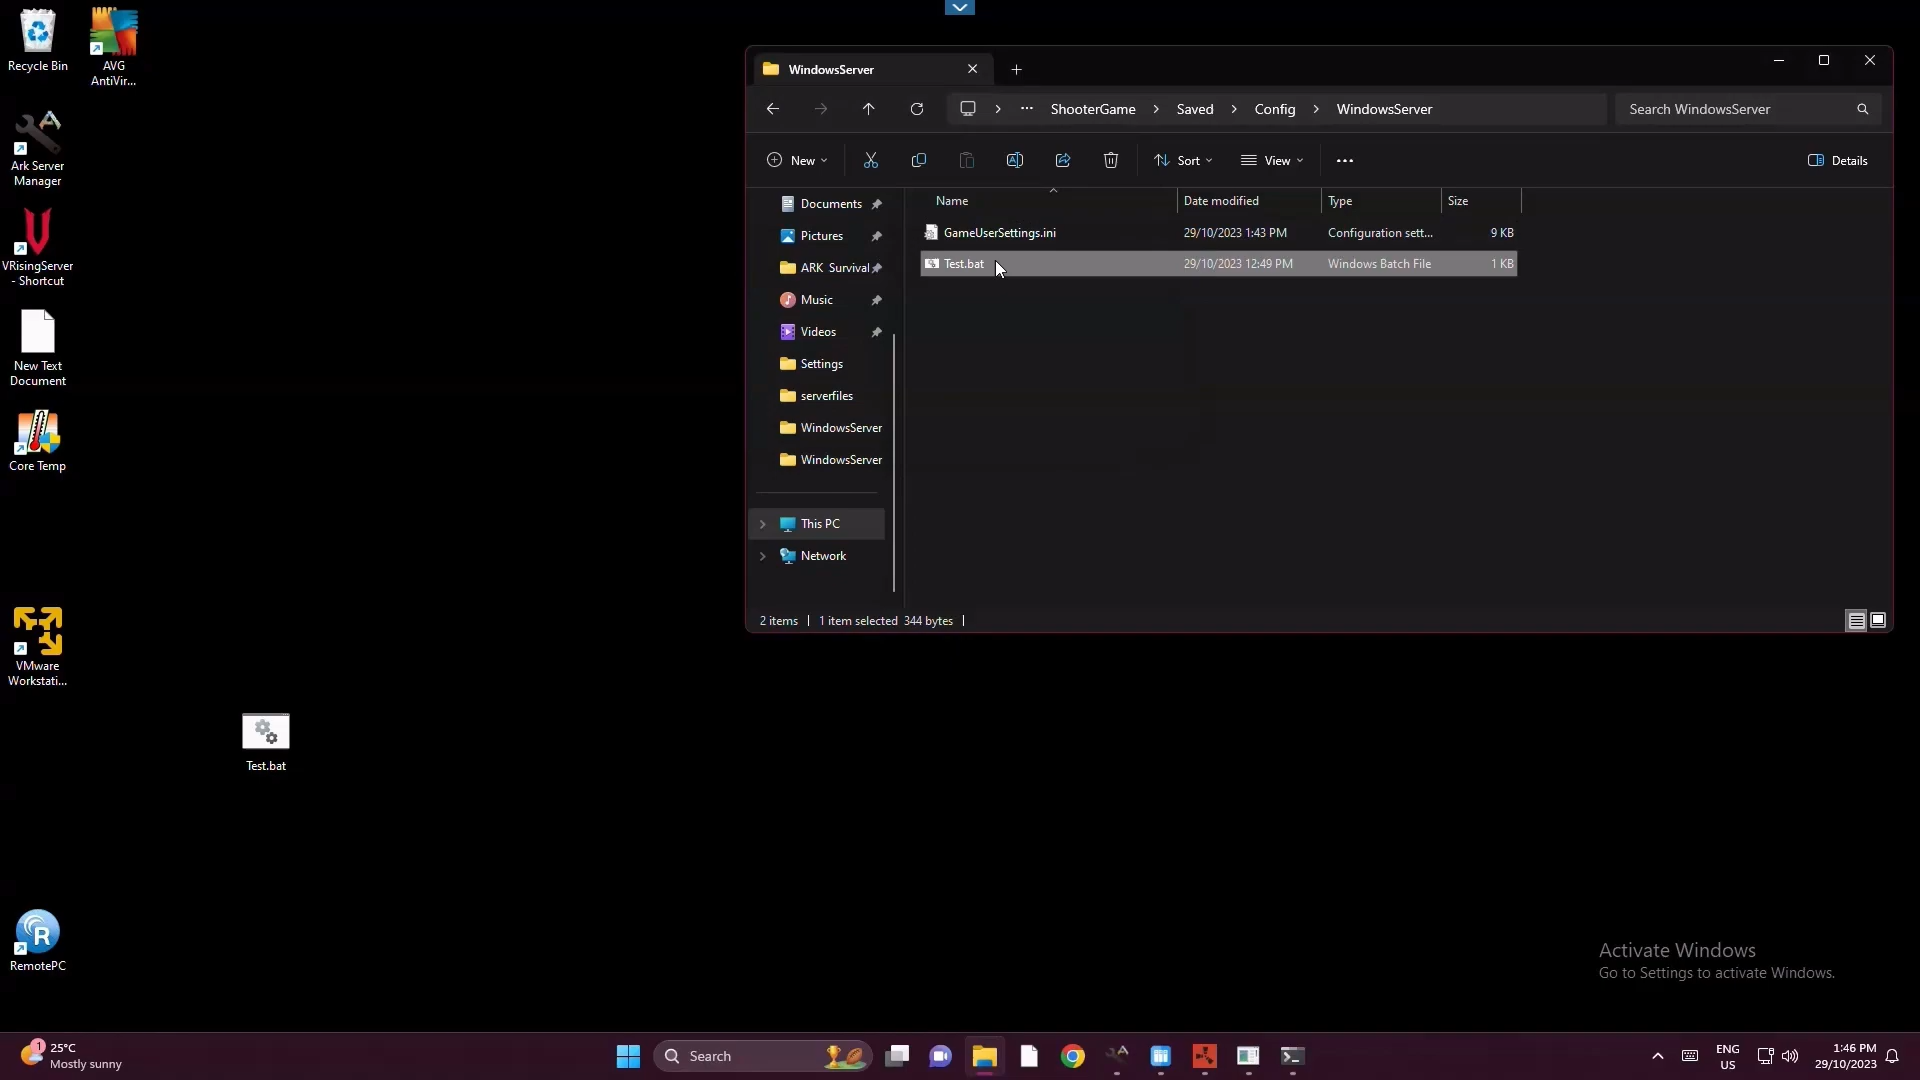 Recycle Bin
AVG
AntiVir...
Ark Server
Manager
VRisingServer
- Shortcut
New Text
Document
Core Temp
VMware
Workstati...
Test.bat
RemotePC
WindowsServer
ShooterGame
Saved
Config
WindowsServer
Search WindowsServer
New
Sort
View
Details
Documents
Pictures
ARK Survival
Music
Videos
Settings
serverfiles
WindowsServer
WindowsServer
This PC
Network
Name
Date modified
Type
Size
GameUserSettings.ini
29/10/2023 1:43 PM
Configuration sett...
9 KB
Test.bat
29/10/2023 12:49 PM
Windows Batch File
1 KB
2 items
1 item selected 344 bytes
Activate Windows
Go to Settings to activate Windows.
1
25°C
Mostly sunny
Search
ENG
US
1:46 PM
29/10/2023